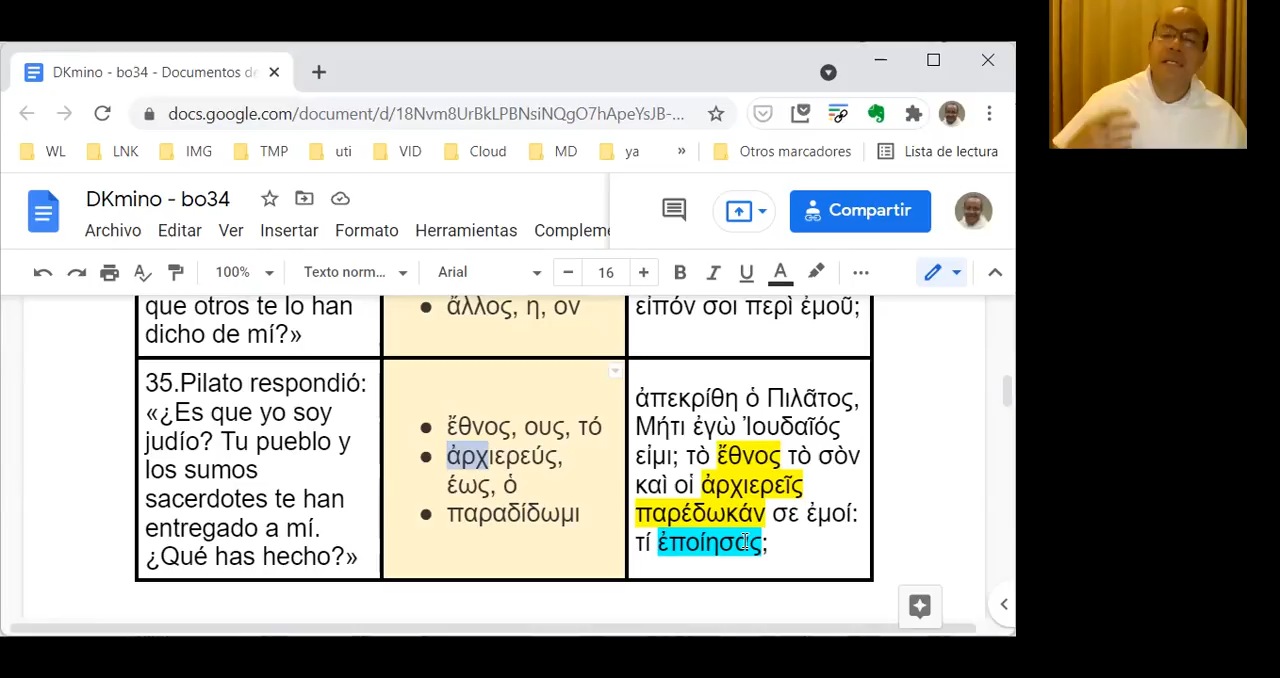 DKmino - bo34 - Documentos de
docs.google.com/document/d/18Nvm8UrBkLPBNsiNQgO7hApeYsJB-...
WL LNK IMG TMP uti VID Cloud MD ya » Otros marcadores Lista de lectura
DKmino - bo34
Compartir
Archivo Editar Ver Insertar Formato Herramientas Compleme
100% Texto norm... Arial 16 B I U A
que otros te lo han
dicho de mí?»
ἄλλος, η, ον
εἶπόν σοι περὶ ἐμοῦ;
35.Pilato respondió:
«¿Es que yo soy
judío? Tu pueblo y
los sumos
sacerdotes te han
entregado a mí.
¿Qué has hecho?»
● ἔθνος, ους, τό
● ἀρχιερεύς,
έως, ὁ
● παραδίδωμι
ἀπεκρίθη ὁ Πιλᾶτος,
Μήτι ἐγὼ Ἰουδαῖός
εἰμι; τὸ ἔθνος τὸ σὸν
καὶ οἱ ἀρχιερεῖς
παρέδωκάν σε ἐμοί:
τί ἐποίησας;